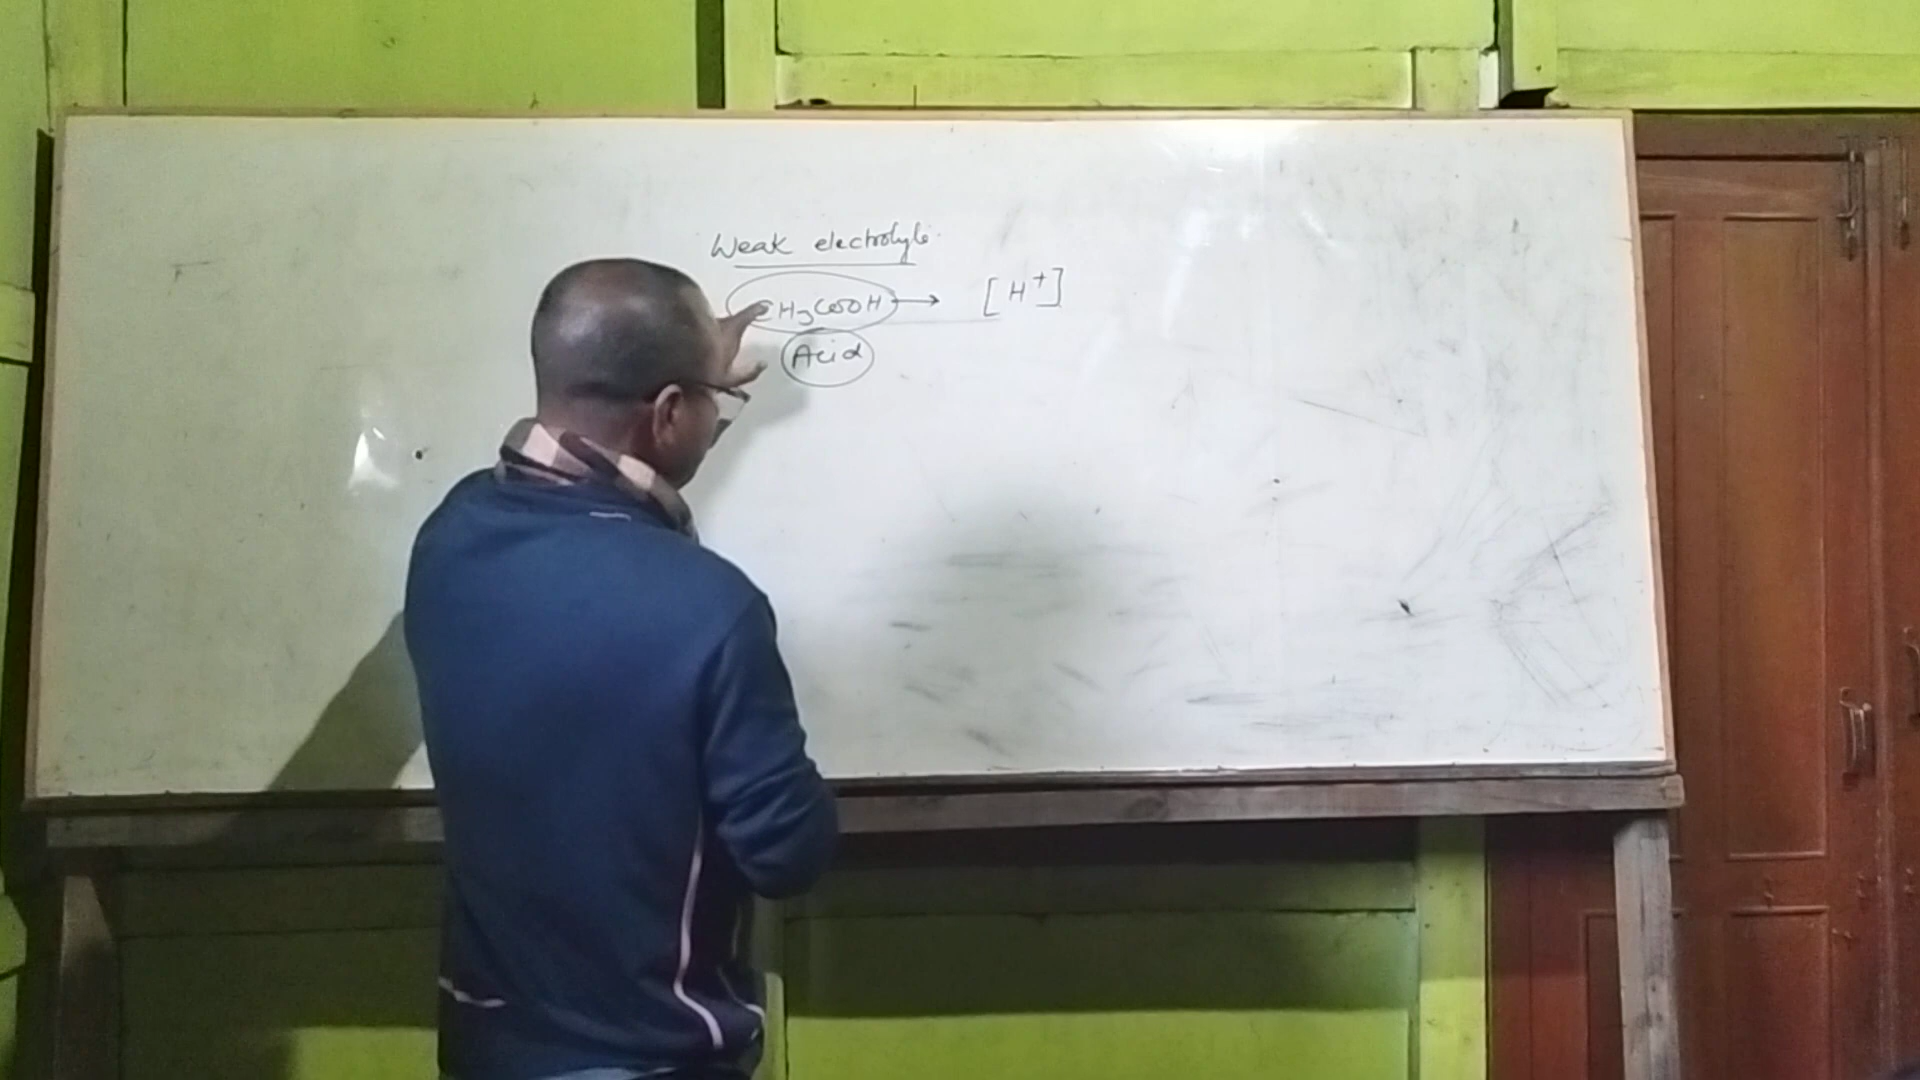 Weak electrolyte
CH3COOH → [H+]
Acid